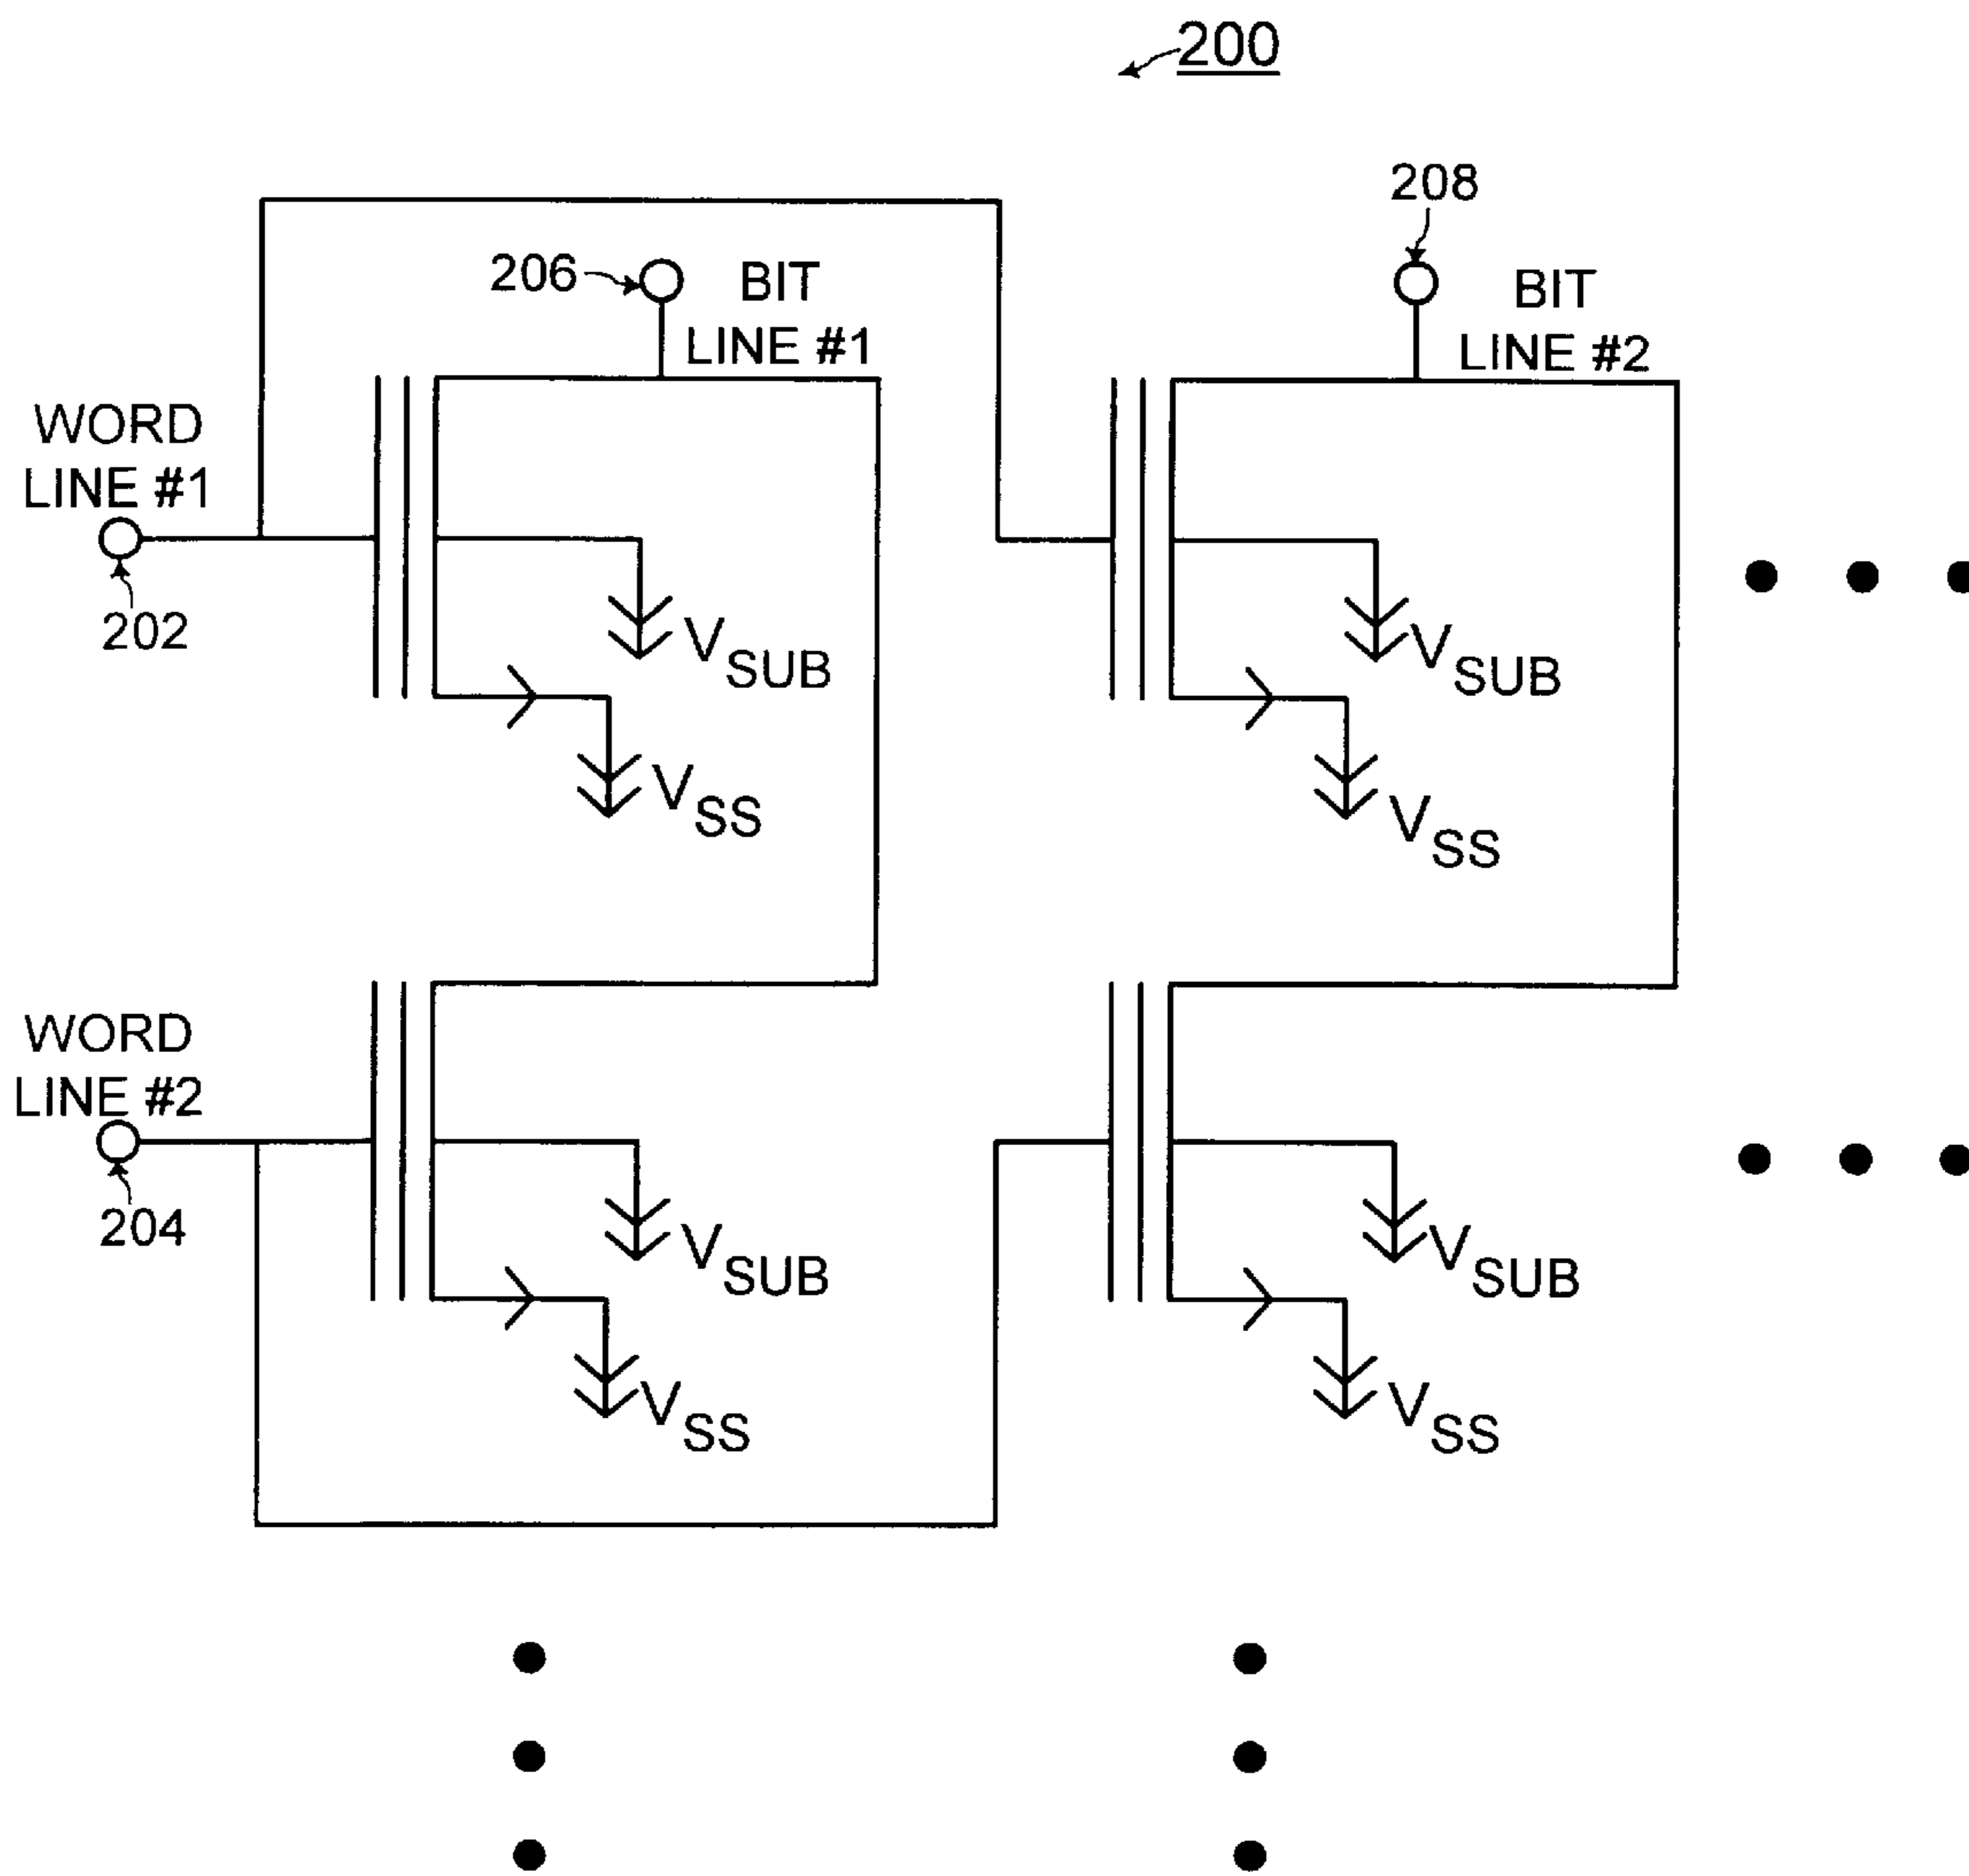 200
208
206
BIT
LINE #1
BIT
LINE #2
WORD
LINE #1
202
VSUB
VSUB
VSS
VSS
WORD
LINE #2
204
VSUB
VSUB
VSS
VSS